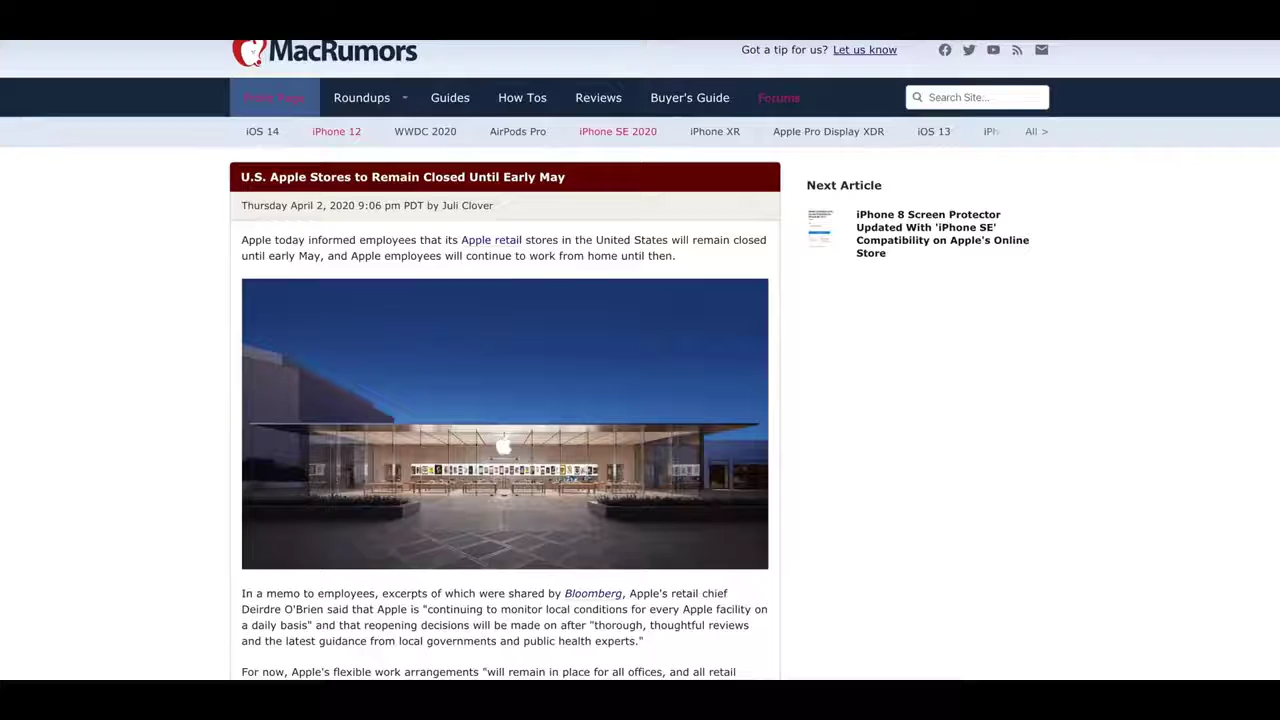 MacRumors
Got a tip for us? Let us know
Front Page Roundups Guides How Tos Reviews Buyer's Guide Forums
Search Site...
iOS 14 iPhone 12 WWDC 2020 AirPods Pro iPhone SE 2020 iPhone XR Apple Pro Display XDR iOS 13 iPh All >
U.S. Apple Stores to Remain Closed Until Early May
Thursday April 2, 2020 9:06 pm PDT by Juli Clover
Apple today informed employees that its Apple retail stores in the United States will remain closed
until early May, and Apple employees will continue to work from home until then.
In a memo to employees, excerpts of which were shared by Bloomberg, Apple's retail chief
Deirdre O'Brien said that Apple is "continuing to monitor local conditions for every Apple facility on
a daily basis" and that reopening decisions will be made on after "thorough, thoughtful reviews
and the latest guidance from local governments and public health experts."
For now, Apple's flexible work arrangements "will remain in place for all offices, and all retail
Next Article
iPhone 8 Screen Protector
Updated With 'iPhone SE'
Compatibility on Apple's Online
Store